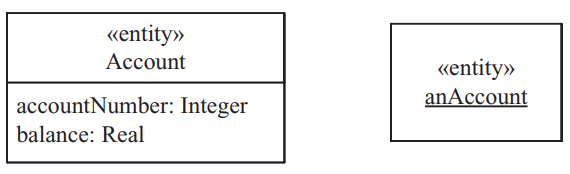 «entity»
Account
accountNumber: Integer
balance: Real
«entity»
anAccount